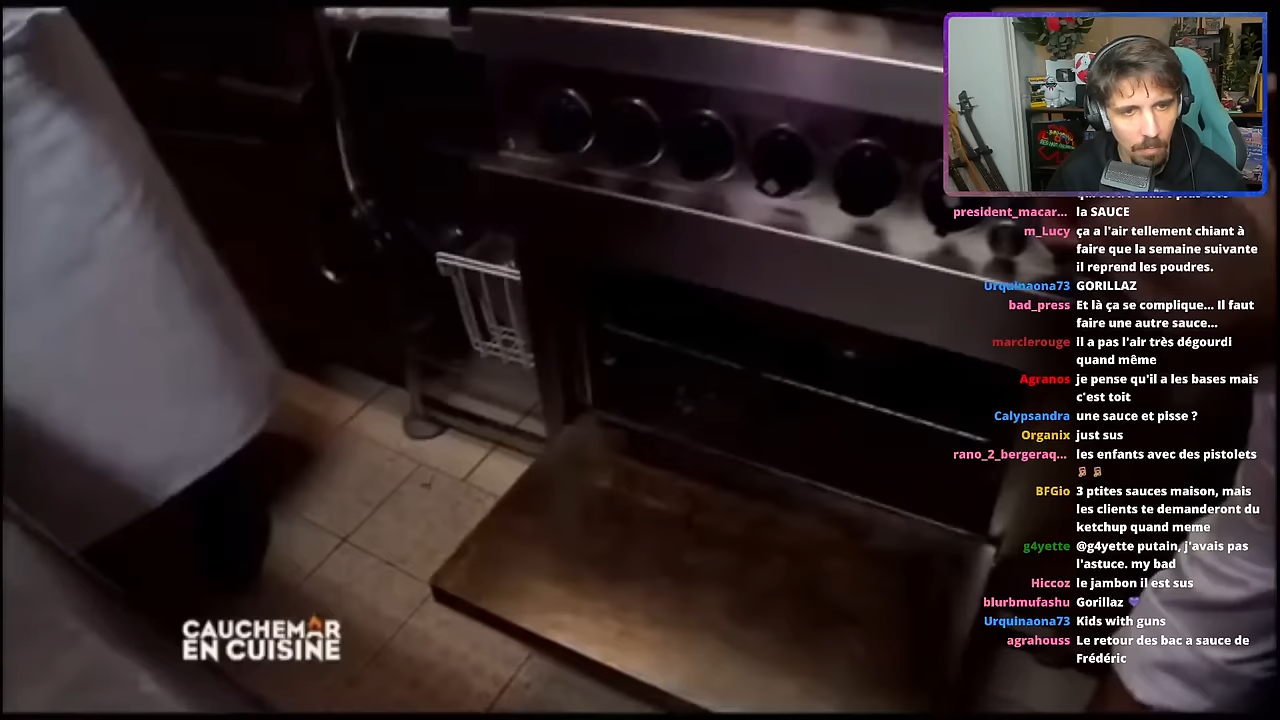 president_macar... la SAUCE
m_Lucy ça a l'air tellement chiant à
faire que la semaine suivante
il reprend les poudres.
Urquinaona73 GORILLAZ
bad_press Et là ça se complique... Il faut
faire une autre sauce...
marclerouge Il a pas l'air très dégourdi
quand même
Agranos je pense qu'il a les bases mais
c'est toit
Calypsandra une sauce et pisse ?
Organix just sus
rano_2_bergeraq... les enfants avec des pistolets
BFGio 3 ptites sauces maison, mais
les clients te demanderont du
ketchup quand meme
g4yette @g4yette putain, j'avais pas
l'astuce. my bad
Hiccoz le jambon il est sus
blurbmufashu Gorillaz
Urquinaona73 Kids with guns
agrahouss Le retour des bac a sauce de
Frédéric
CAUCHEMAR
EN CUISINE